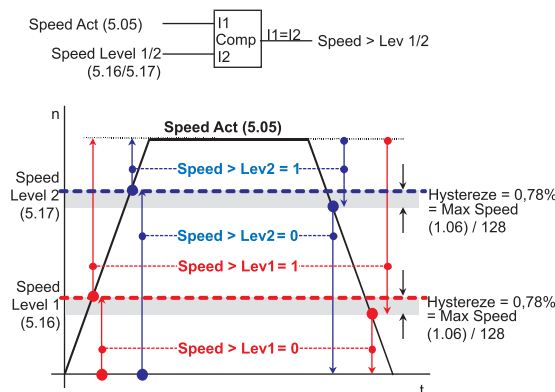 Speed Act (5.05)
I1
Comp
I1=I2
Speed > Lev 1/2
Speed Level 1/2
(5.16/5.17)
I2
n
Speed Act (5.05)
Speed > Lev2 = 1
Speed
Level 2
(5.17)
Hystereze = 0,78%
= Max Speed
(1.06) / 128
Speed > Lev2 = 0
Speed > Lev1 = 1
Speed
Level 1
(5.16)
Hystereze = 0,78%
= Max Speed
(1.06) / 128
Speed > Lev1 = 0
t